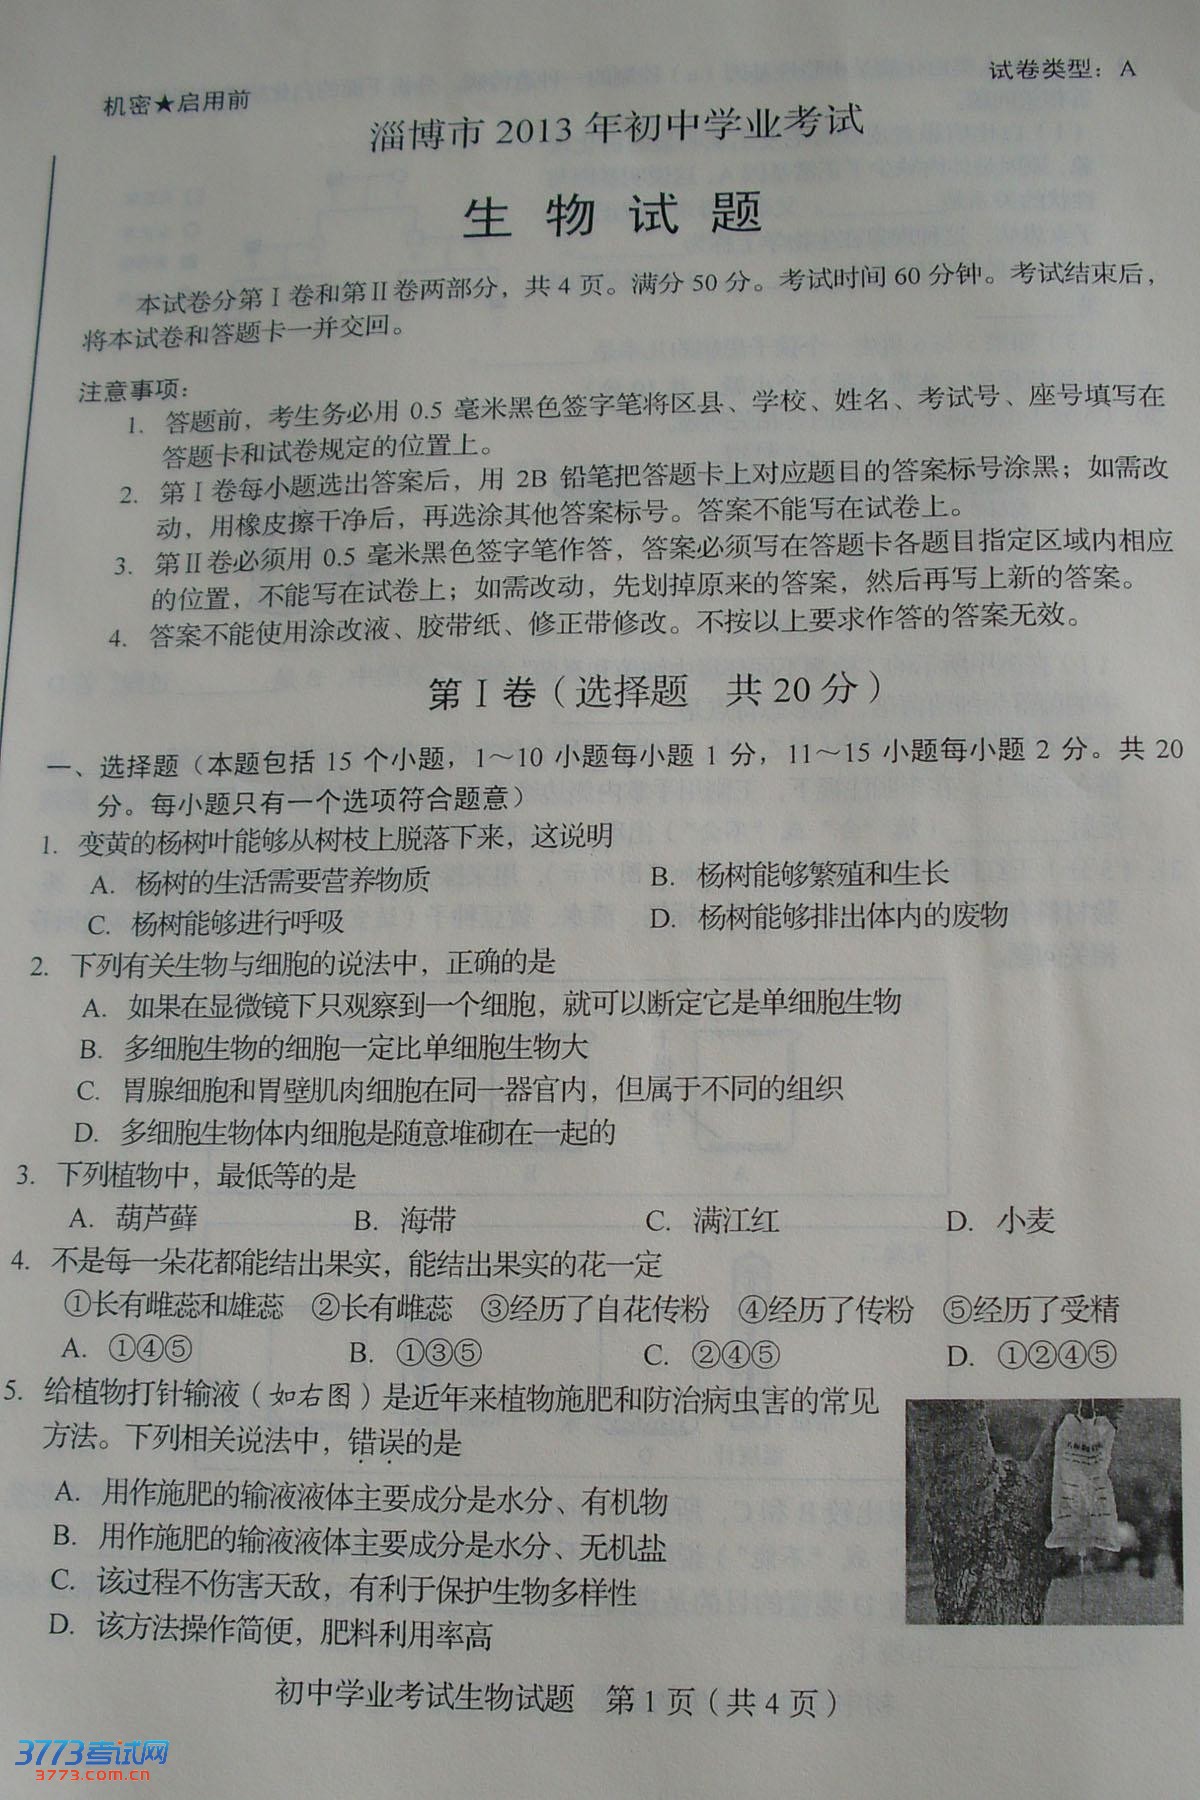 试卷类型：A
机密★启用前
淄博市 2013 年初中学业考试
生 物 试 题
本试卷分第Ⅰ卷和第Ⅱ卷两部分，共 4 页。满分 50 分。考试时间 60 分钟。考试结束后，
将本试卷和答题卡一并交回。
注意事项：
1. 答题前，考生务必用 0.5 毫米黑色签字笔将区县、学校、姓名、考试号、座号填写在
答题卡和试卷规定的位置上。
2. 第Ⅰ卷每小题选出答案后，用 2B 铅笔把答题卡上对应题目的答案标号涂黑；如需改
动，用橡皮擦干净后，再选涂其他答案标号。答案不能写在试卷上。
3. 第Ⅱ卷必须用 0.5 毫米黑色签字笔作答，答案必须写在答题卡各题目指定区域内相应
的位置，不能写在试卷上；如需改动，先划掉原来的答案，然后再写上新的答案。
4. 答案不能使用涂改液、胶带纸、修正带修改。不按以上要求作答的答案无效。
第Ⅰ卷（选择题 共 20 分）
一、选择题（本题包括 15 个小题，1～10 小题每小题 1 分，11～15 小题每小题 2 分。共 20
分。每小题只有一个选项符合题意）
1. 变黄的杨树叶能够从树枝上脱落下来，这说明
A. 杨树的生活需要营养物质 B. 杨树能够繁殖和生长
C. 杨树能够进行呼吸 D. 杨树能够排出体内的废物
2. 下列有关生物与细胞的说法中，正确的是
A. 如果在显微镜下只观察到一个细胞，就可以断定它是单细胞生物
B. 多细胞生物的细胞一定比单细胞生物大
C. 胃腺细胞和胃壁肌肉细胞在同一器官内，但属于不同的组织
D. 多细胞生物体内细胞是随意堆砌在一起的
3. 下列植物中，最低等的是
A. 葫芦藓 B. 海带 C. 满江红 D. 小麦
4. 不是每一朵花都能结出果实，能结出果实的花一定
①长有雌蕊和雄蕊 ②长有雌蕊 ③经历了自花传粉 ④经历了传粉 ⑤经历了受精
A. ①④⑤ B. ①③⑤ C. ②④⑤ D. ①②④⑤
5. 给植物打针输液（如右图）是近年来植物施肥和防治病虫害的常见
方法。下列相关说法中，错误的是
A. 用作施肥的输液液体主要成分是水分、有机物
B. 用作施肥的输液液体主要成分是水分、无机盐
C. 该过程不伤害天敌，有利于保护生物多样性
D. 该方法操作简便，肥料利用率高
初中学业考试生物试题 第 1 页（共 4 页）
3773考试网
3773.com.cn